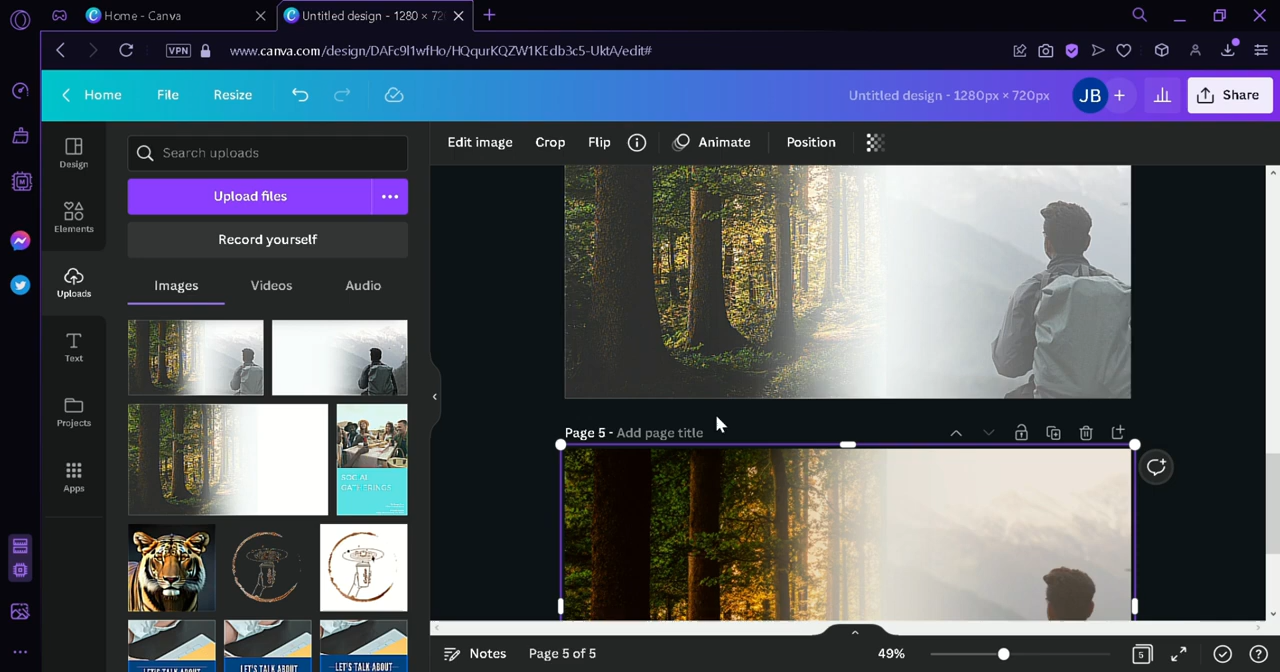 Home - Canva
Untitled design - 1280 × 72
VPN
www.canva.com/design/DAFc9l1wfHo/HQqurKQZW1KEdb3c5-UktA/edit#
Home
File
Resize
Untitled design - 1280px × 720px
JB
Share
Design
Elements
Uploads
Text
Projects
Apps
Search uploads
Upload files
Record yourself
Images
Videos
Audio
SOCIAL
GATHERINGS
LET'S TALK ABOUT
LET'S TALK ABOUT
LET'S TALK ABOUT
Edit image
Crop
Flip
Animate
Position
Page 5 - Add page title
Notes
Page 5 of 5
49%
5